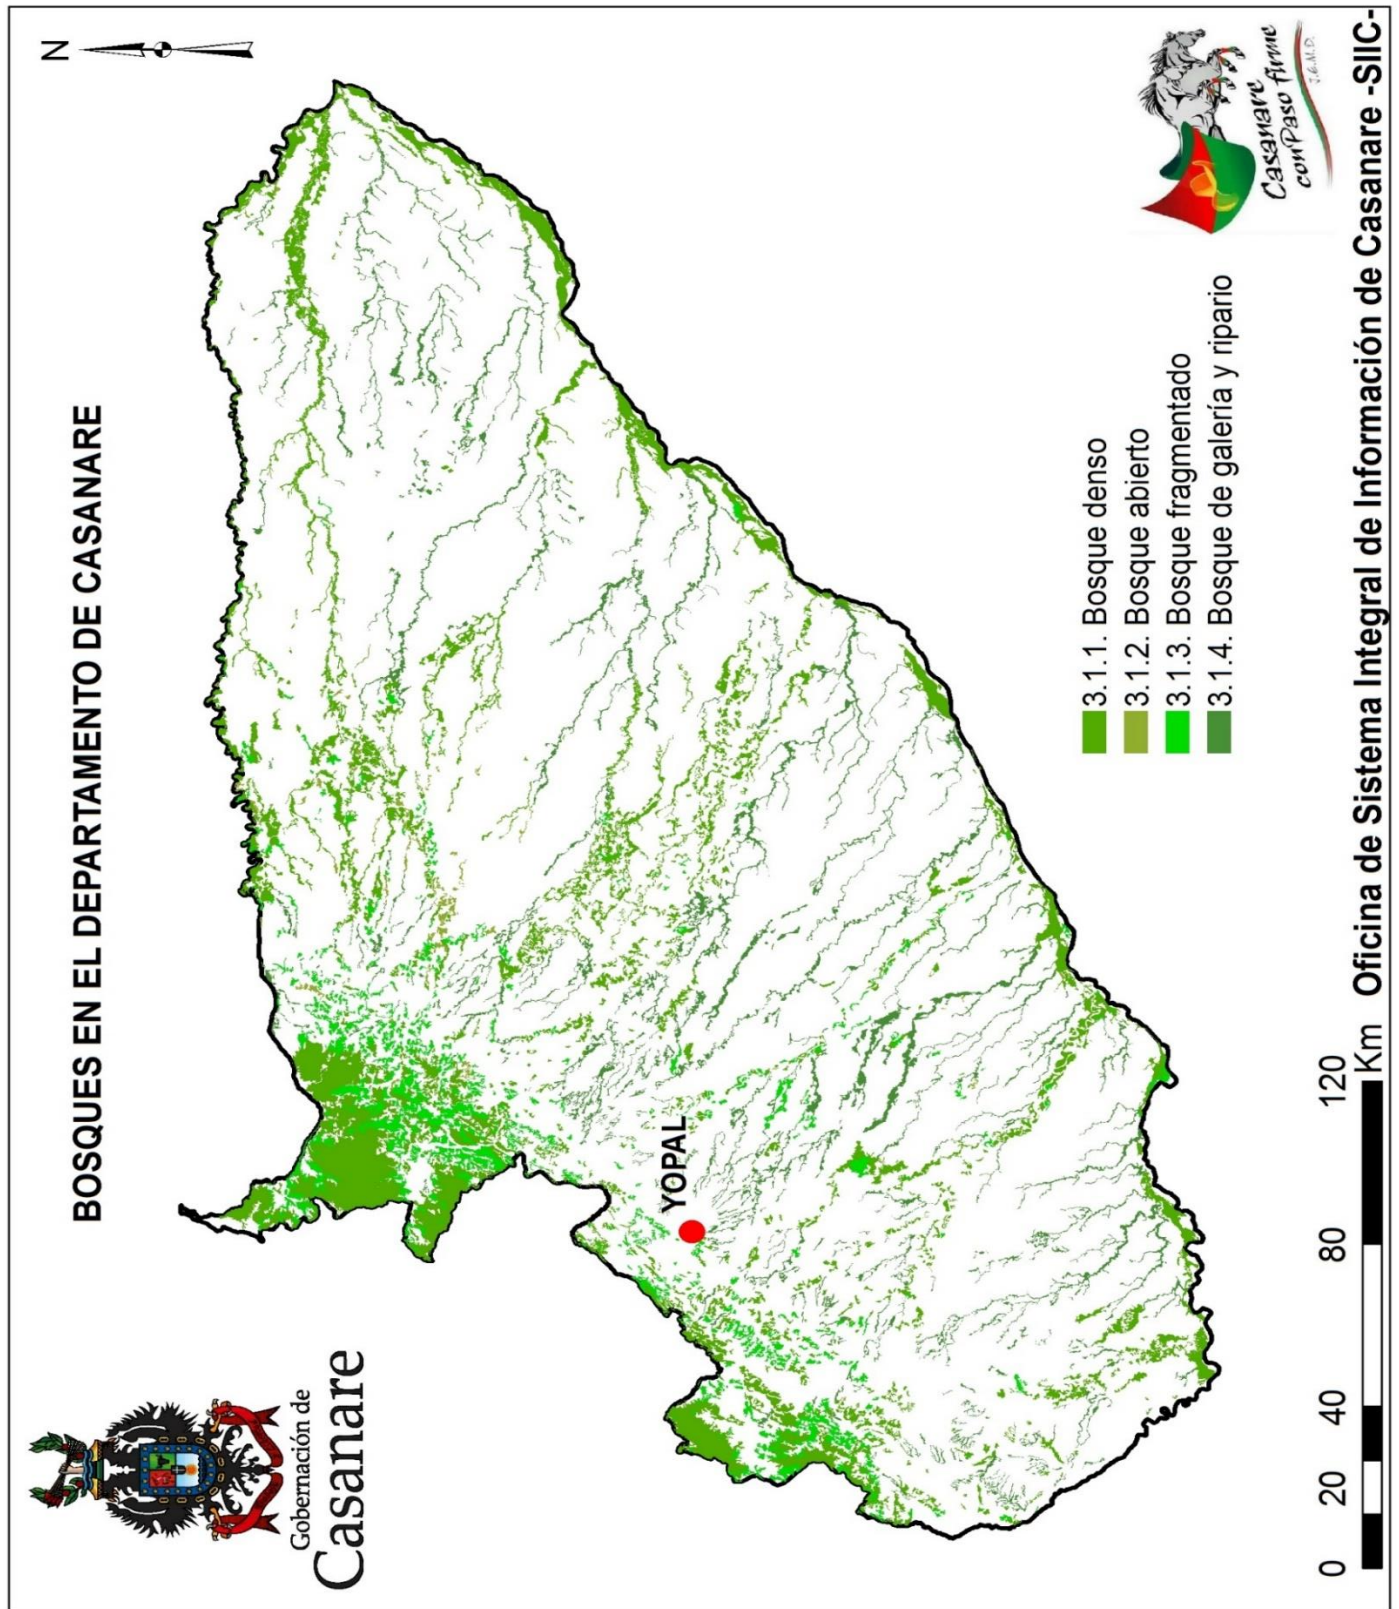 BOSQUES EN EL DEPARTAMENTO DE CASANARE
N
Gobernación de
Casanare
YOPAL
3.1.1. Bosque denso
3.1.2. Bosque abierto
3.1.3. Bosque fragmentado
3.1.4. Bosque de galería y ripario
Casanare
con Paso firme
J.G.M.D.
0 20 40 80 120
Km
Oficina de Sistema Integral de Información de Casanare -SIIC-